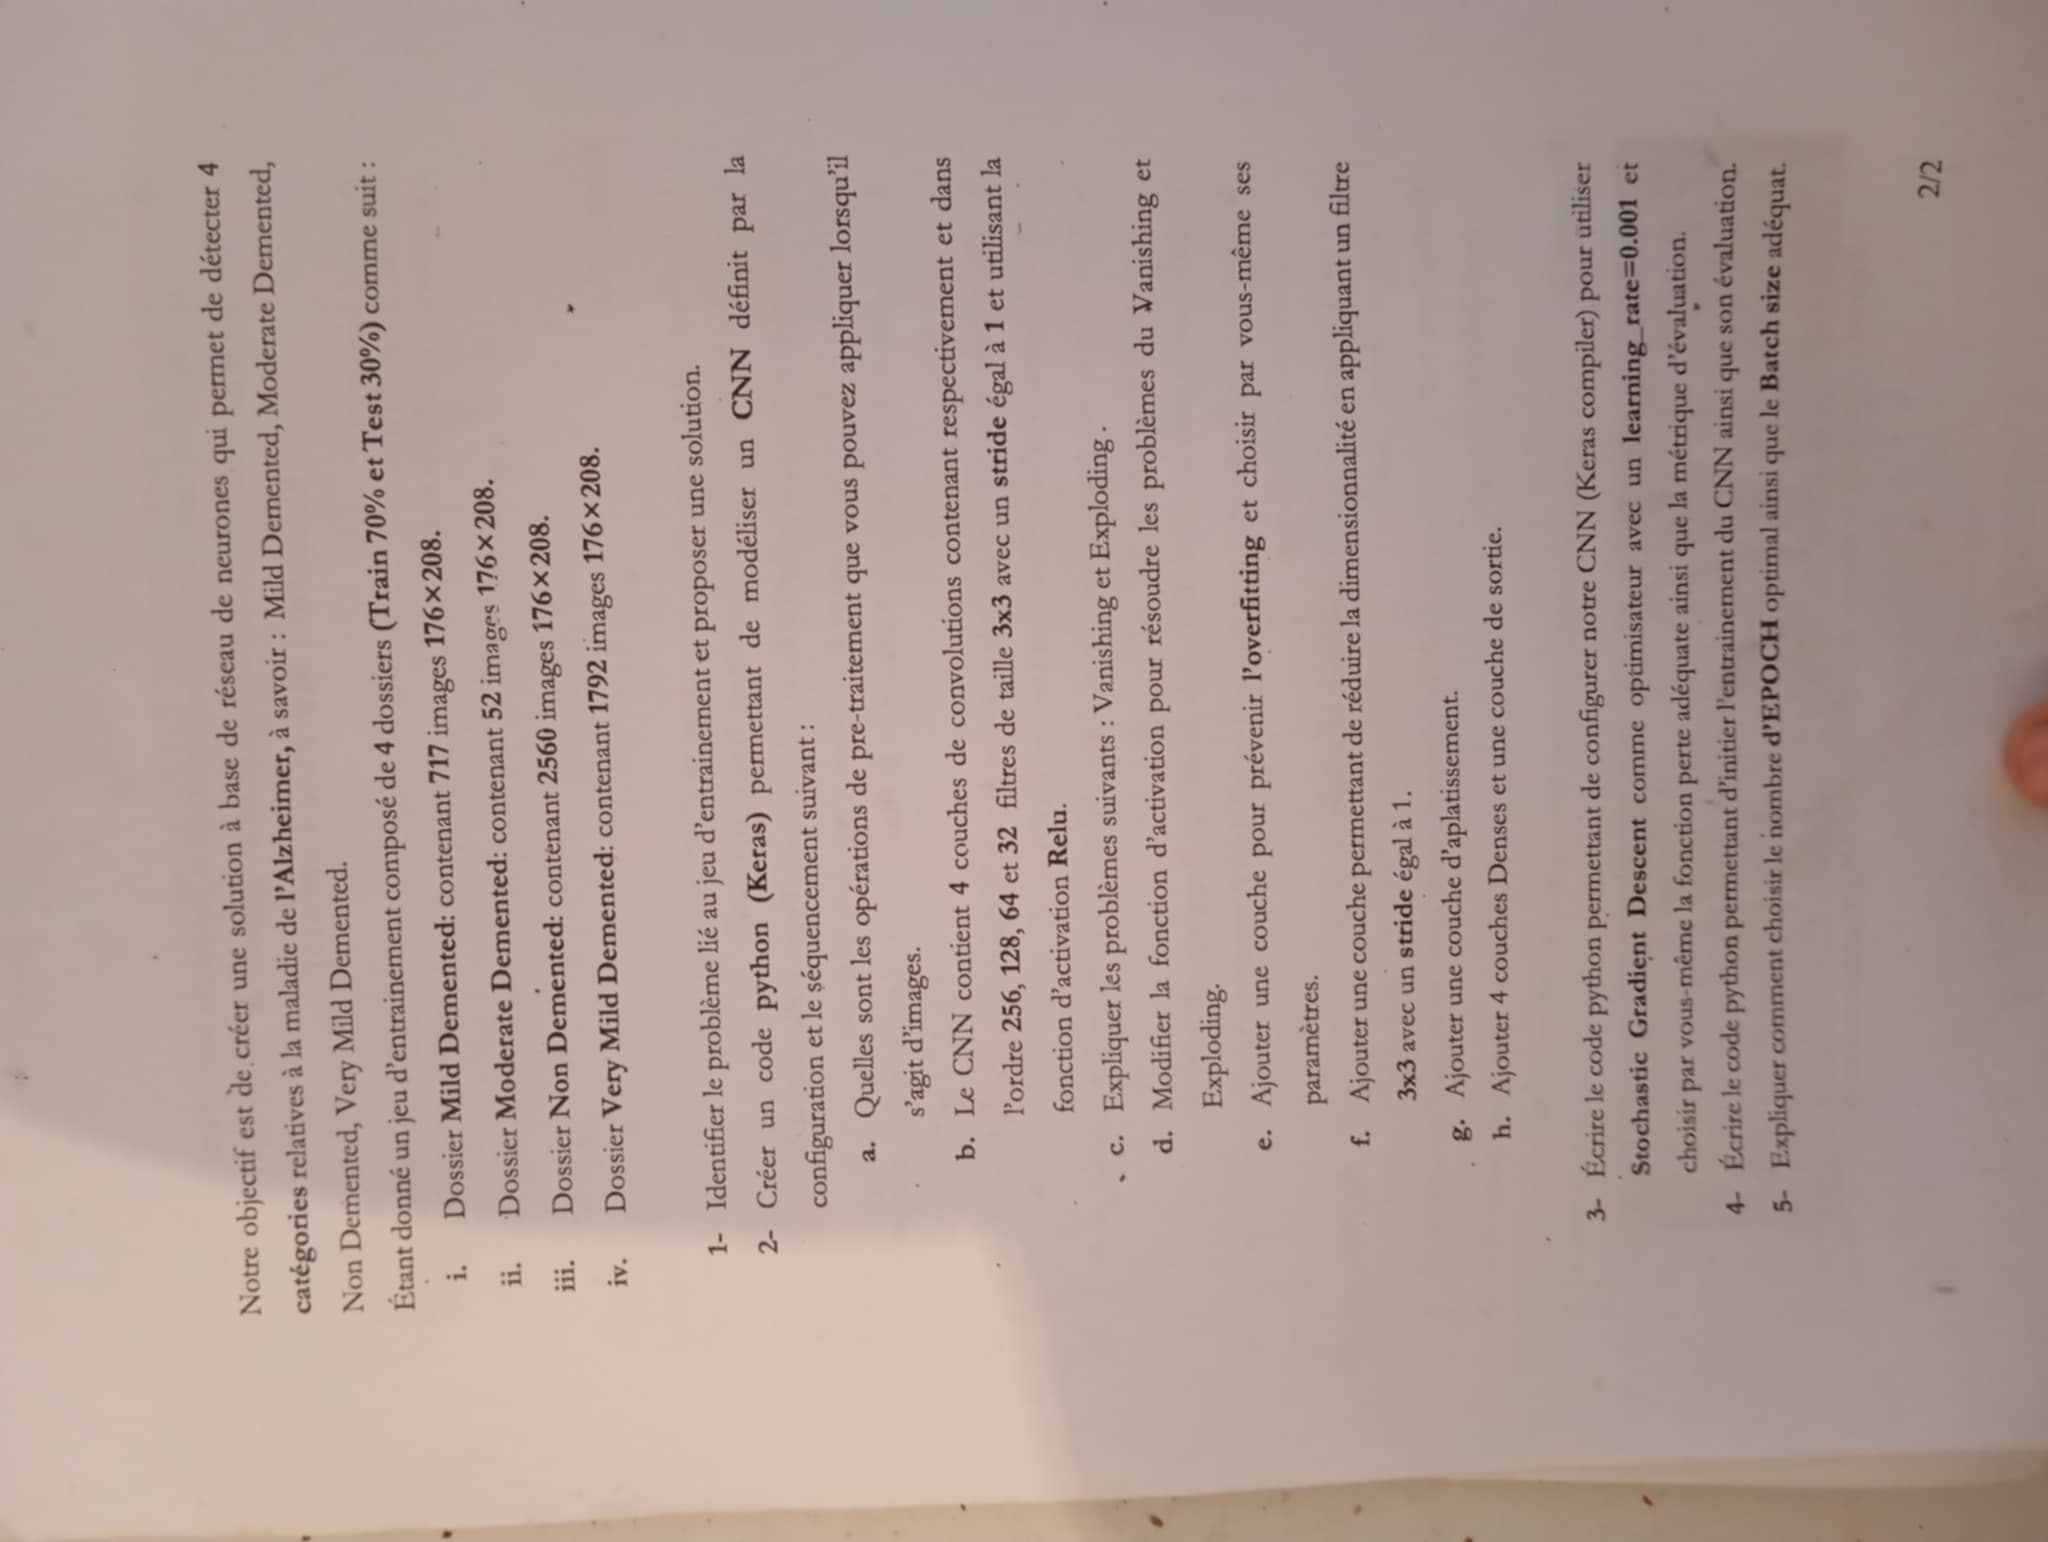 Notre objectif est de créer une solution à base de réseau de neurones qui permet de détecter 4
catégories relatives à la maladie de l'Alzheimer, à savoir : Mild Demented, Moderate Demented,
Non Demented, Very Mild Demented.
Étant donné un jeu d'entrainement composé de 4 dossiers (Train 70% et Test 30%) comme suit :
i. Dossier Mild Demented: contenant 717 images 176×208.
ii. Dossier Moderate Demented: contenant 52 images 176×208.
iii. Dossier Non Demented: contenant 2560 images 176×208.
iv. Dossier Very Mild Demented: contenant 1792 images 176×208.
1- Identifier le problème lié au jeu d'entrainement et proposer une solution.
2- Créer un code python (Keras) permettant de modéliser un CNN définit par la
configuration et le séquencement suivant :
a. Quelles sont les opérations de pre-traitement que vous pouvez appliquer lorsqu'il
s'agit d'images.
b. Le CNN contient 4 couches de convolutions contenant respectivement et dans
l'ordre 256, 128, 64 et 32 filtres de taille 3x3 avec un stride égal à 1 et utilisant la
fonction d'activation Relu.
c. Expliquer les problèmes suivants : Vanishing et Exploding .
d. Modifier la fonction d'activation pour résoudre les problèmes du Vanishing et
Exploding.
e. Ajouter une couche pour prévenir l'overfitting et choisir par vous-même ses
paramètres.
f. Ajouter une couche permettant de réduire la dimensionnalité en appliquant un filtre
3x3 avec un stride égal à 1.
g. Ajouter une couche d'aplatissement.
h. Ajouter 4 couches Denses et une couche de sortie.
3- Écrire le code python permettant de configurer notre CNN (Keras compiler) pour utiliser
Stochastic Gradient Descent comme optimisateur avec un learning_rate=0.001 et
choisir par vous-même la fonction perte adéquate ainsi que la métrique d'évaluation.
4- Écrire le code python permettant d'initier l'entrainement du CNN ainsi que son évaluation.
5- Expliquer comment choisir le nombre d'EPOCH optimal ainsi que le Batch size adéquat.
2/2